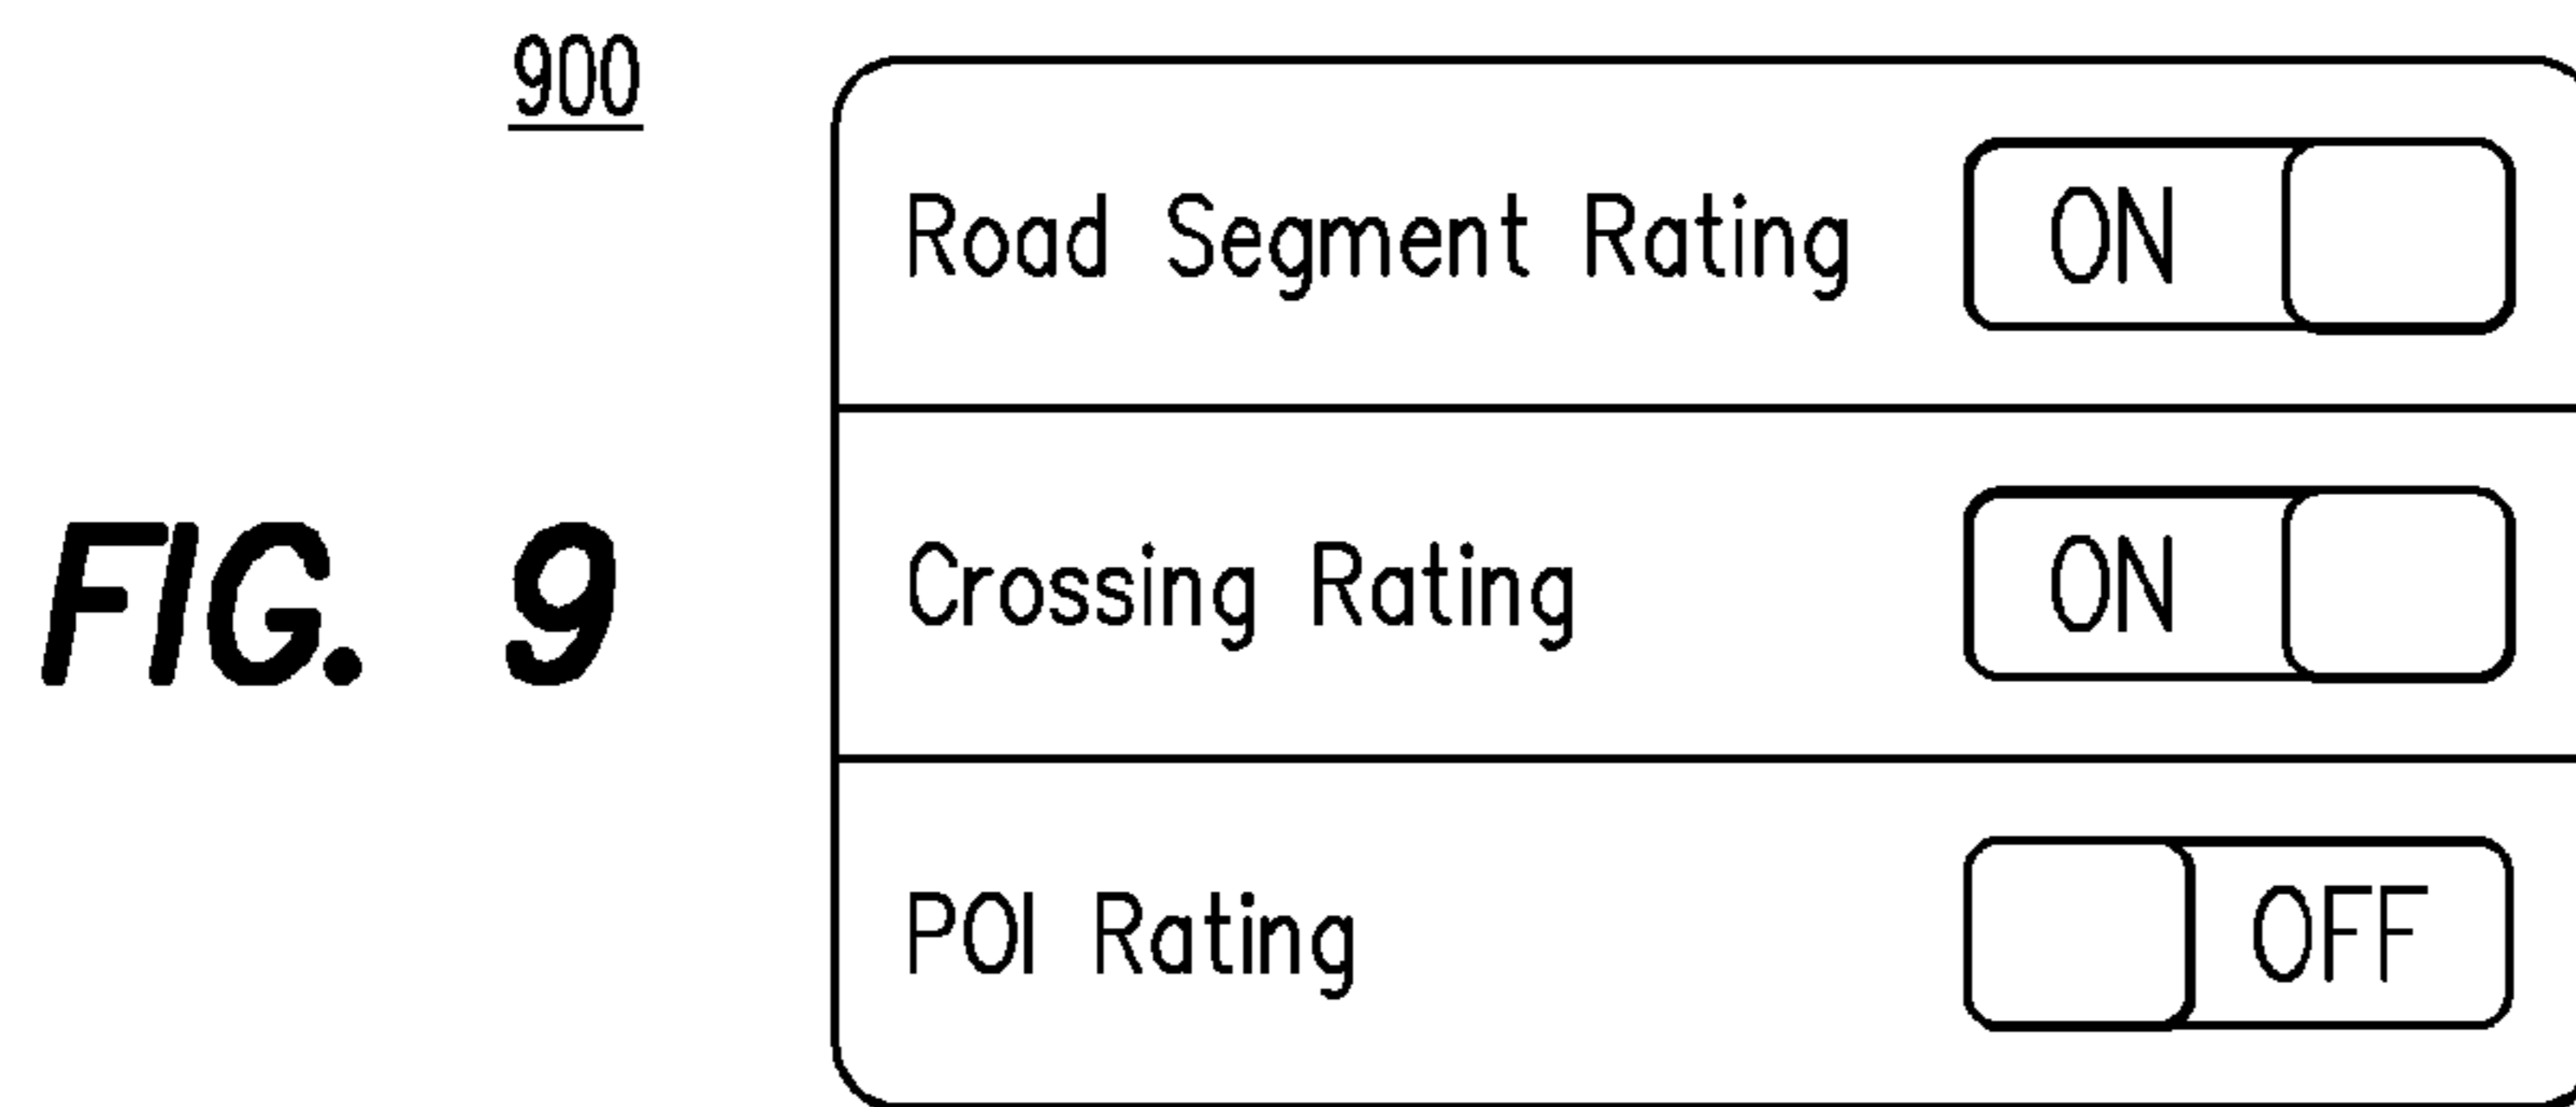 900
Road Segment Rating ON
FIG. 9
Crossing Rating ON
POI Rating OFF